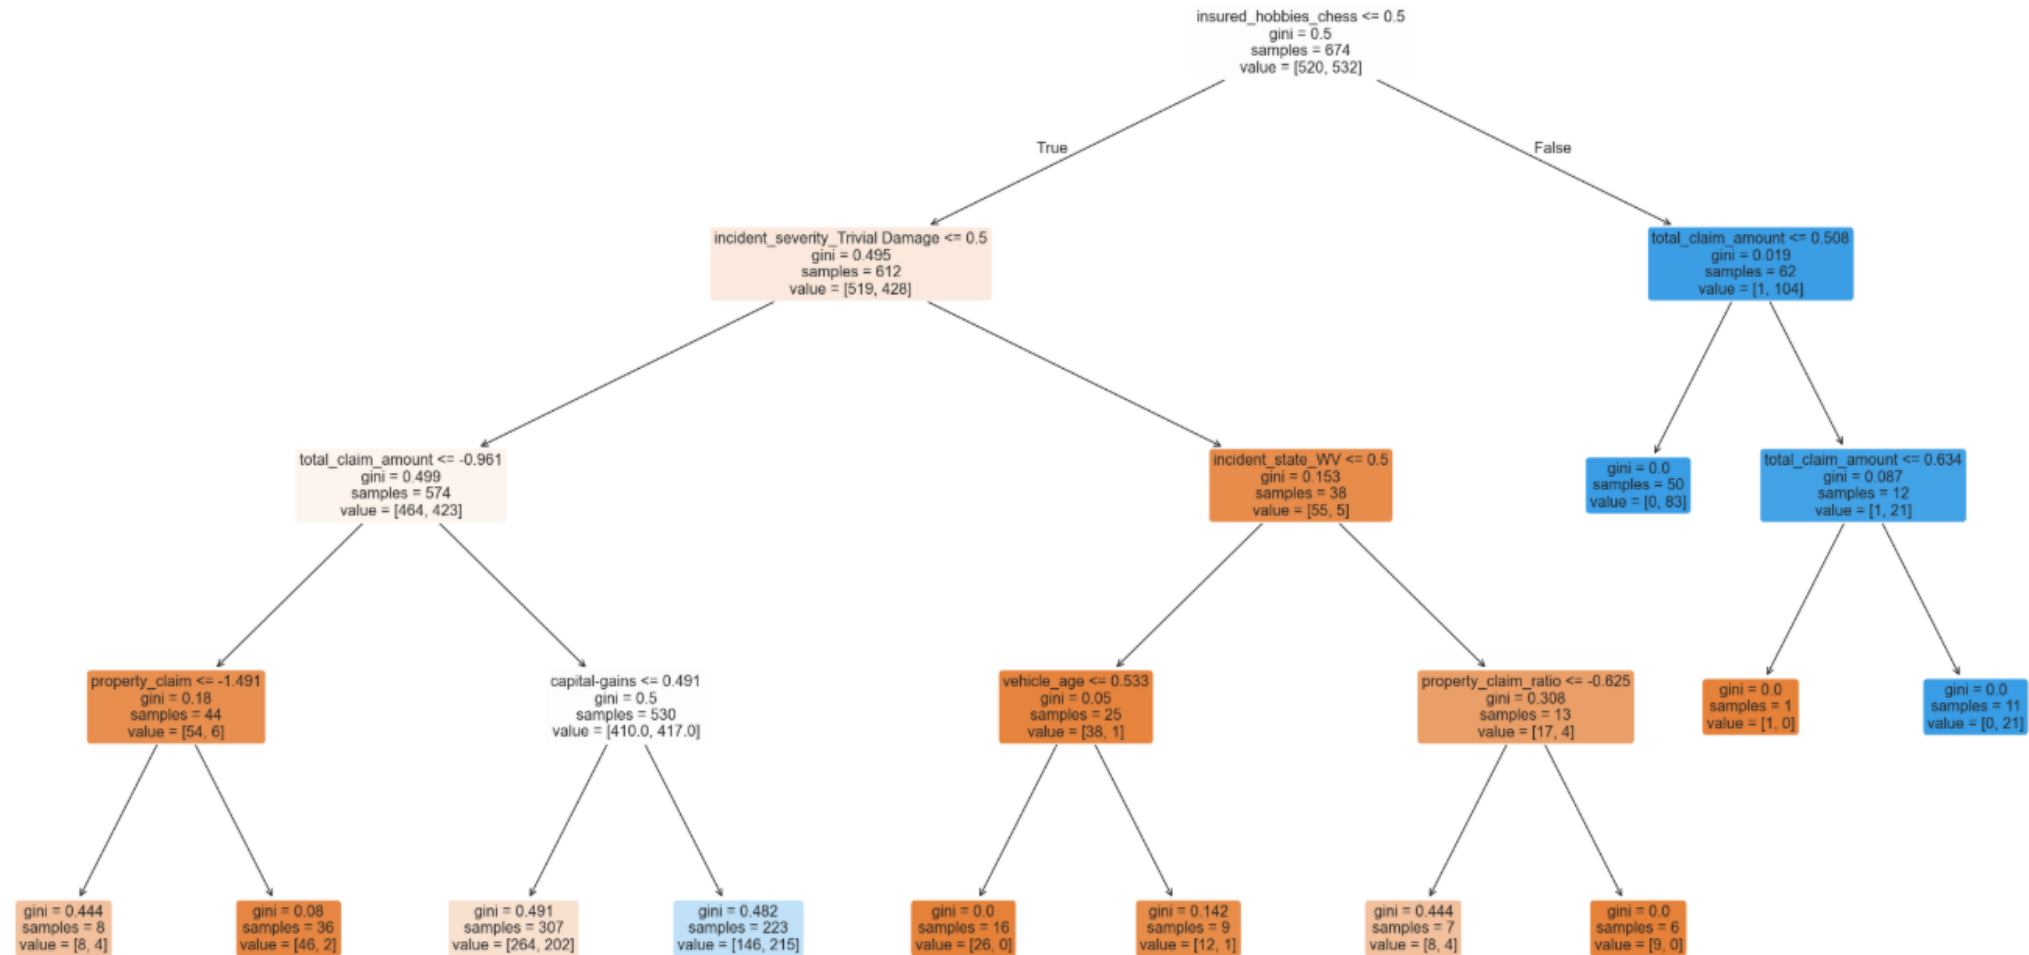 insured_hobbies_chess <= 0.5
gini = 0.5
samples = 674
value = [520, 532]
True
False
incident_severity_Trivial Damage <= 0.5
gini = 0.495
samples = 612
value = [519, 428]
total_claim_amount <= 0.508
gini = 0.019
samples = 62
value = [1, 104]
total_claim_amount <= -0.961
gini = 0.499
samples = 574
value = [464, 423]
incident_state_WV <= 0.5
gini = 0.153
samples = 38
value = [55, 5]
gini = 0.0
samples = 50
value = [0, 83]
total_claim_amount <= 0.634
gini = 0.087
samples = 12
value = [1, 21]
property_claim <= -1.491
gini = 0.18
samples = 44
value = [54, 6]
capital-gains <= 0.491
gini = 0.5
samples = 530
value = [410.0, 417.0]
vehicle_age <= 0.533
gini = 0.05
samples = 25
value = [38, 1]
property_claim_ratio <= -0.625
gini = 0.308
samples = 13
value = [17, 4]
gini = 0.0
samples = 1
value = [1, 0]
gini = 0.0
samples = 11
value = [0, 21]
gini = 0.444
samples = 8
value = [8, 4]
gini = 0.08
samples = 36
value = [46, 2]
gini = 0.491
samples = 307
value = [264, 202]
gini = 0.482
samples = 223
value = [146, 215]
gini = 0.0
samples = 16
value = [26, 0]
gini = 0.142
samples = 9
value = [12, 1]
gini = 0.444
samples = 7
value = [8, 4]
gini = 0.0
samples = 6
value = [9, 0]